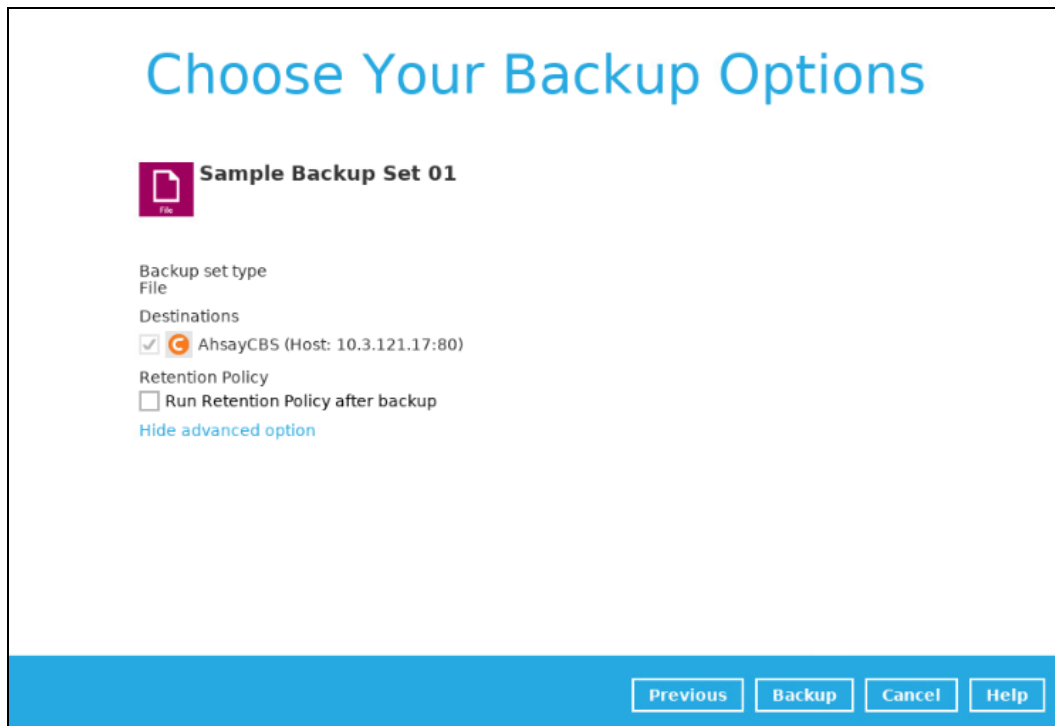 Choose Your Backup Options
Sample Backup Set 01
File
Backup set type
File
Destinations
AhsayCBS (Host: 10.3.121.17:80)
Retention Policy
Run Retention Policy after backup
Hide advanced option
Previous Backup Cancel Help